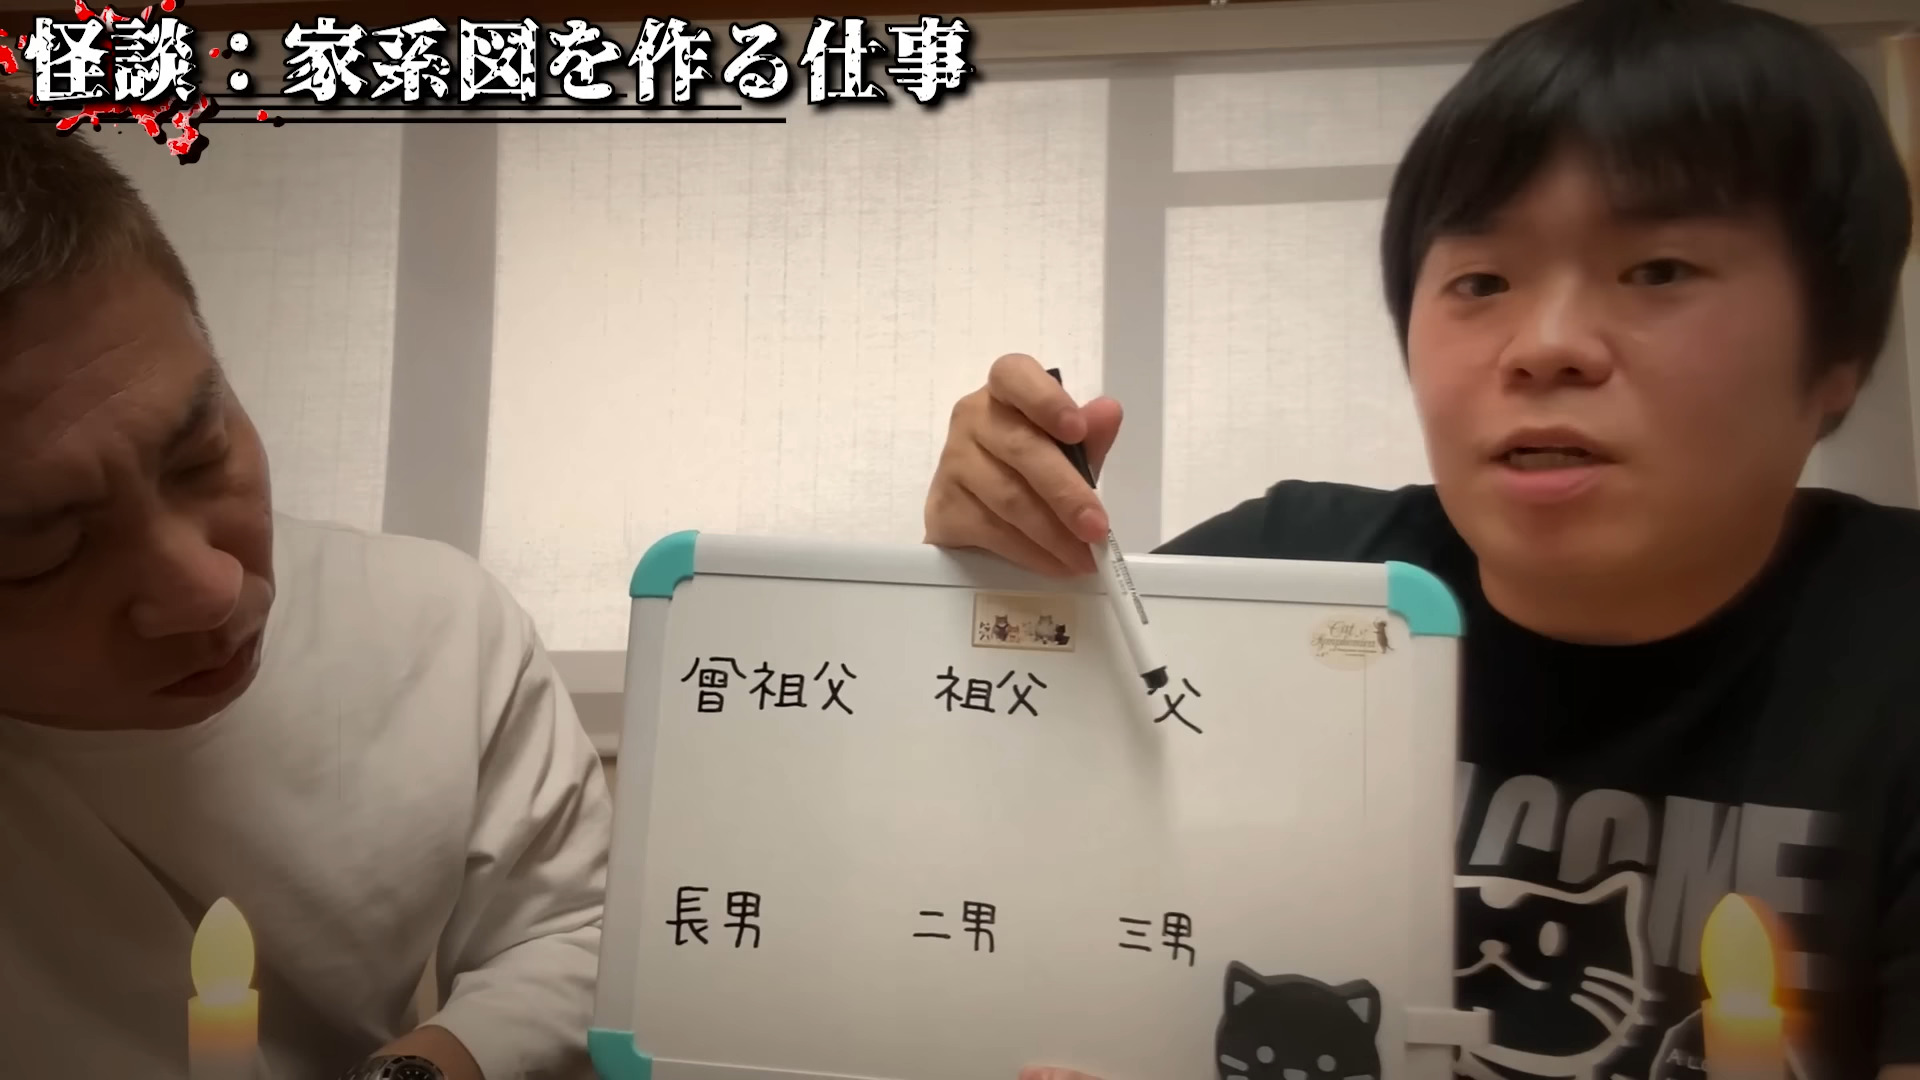 怪談：家系図を作る仕事
曾祖父 祖父 父
長男 二男 三男